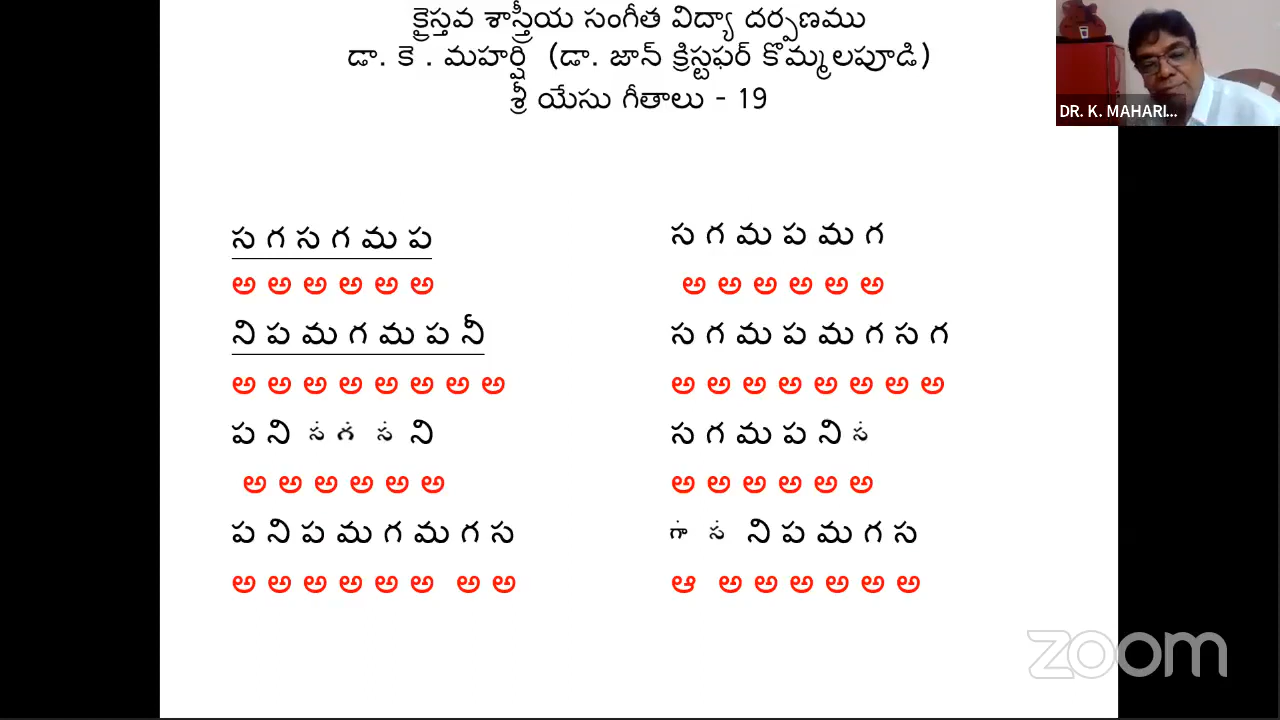 క్రైస్తవ శాస్త్రీయ సంగీత విద్యా దర్పణము
డా. కె . మహర్షి (డా. జాన్ క్రిస్టఫర్ కొమ్మలపూడి)
శ్రీ యేసు గీతాలు - 19
DR. K. MAHARI...
స గ స గ మ ప
అ అ అ అ అ అ
ని ప మ గ మ ప నీ
అ అ అ అ అ అ అ అ
ప ని స̇ గ̇ స̇ ని
అ అ అ అ అ అ
ప ని ప మ గ మ గ స
అ అ అ అ అ అ అ అ
స గ మ ప మ గ
అ అ అ అ అ అ
స గ మ ప మ గ స గ
అ అ అ అ అ అ అ అ
స గ మ ప ని స̇
అ అ అ అ అ అ
గా̇ స̇ ని ప మ గ స
ఆ అ అ అ అ అ అ
zoom